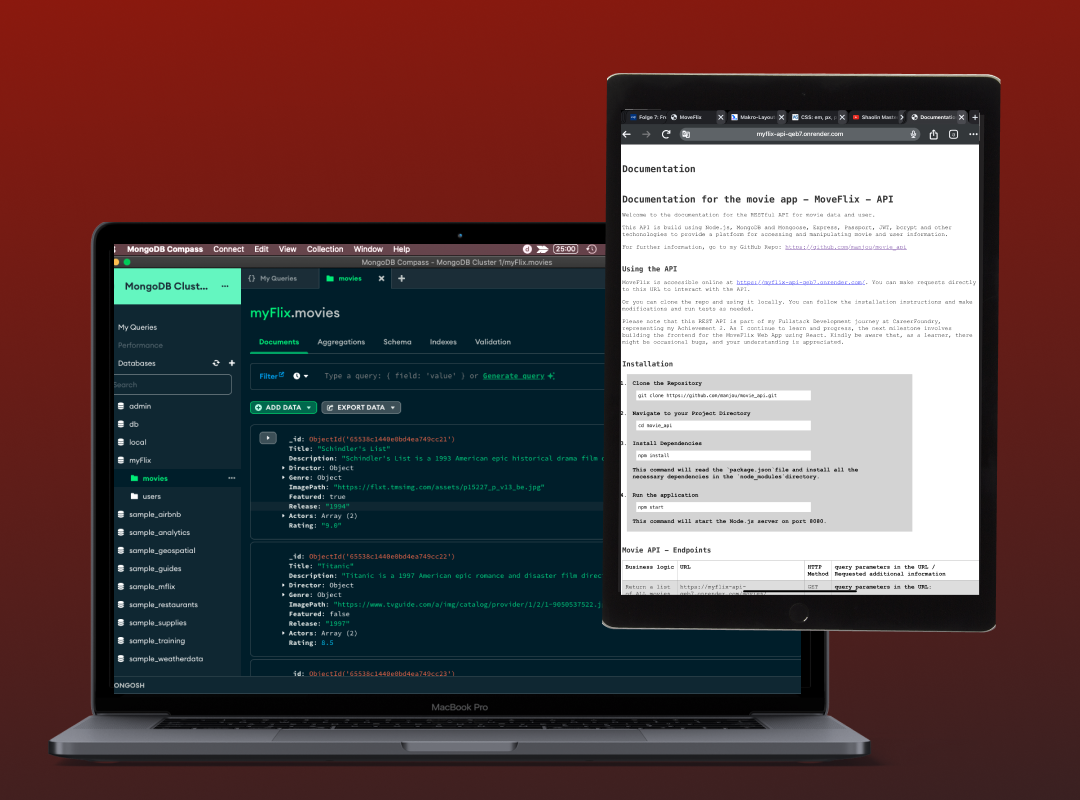 MongoDB Compass Connect Edit View Collection Window Help
25:00
MongoDB Compass - MongoDB Cluster 1/myFlix.movies
MongoDB Clust... ...
{} My Queries
movies
My Queries
Performance
Databases
Search
admin
db
local
myFlix
movies ...
users
sample_airbnb
sample_analytics
sample_geospatial
sample_guides
sample_mflix
sample_restaurants
sample_supplies
sample_training
sample_weatherdata
ONGOSH
myFlix.movies
Documents Aggregations Schema Indexes Validation
Filter Type a query: { field: 'value' } or Generate query
ADD DATA EXPORT DATA
_id: ObjectId('65538c1440e0bd4ea749cc21')
Title: "Schindler's List"
Description: "Schindler's List is a 1993 American epic historical drama film
Director: Object
Genre: Object
ImagePath: "https://flxt.tmsimg.com/assets/p15227_p_v13_be.jpg"
Featured: true
Release: "1994"
Actors: Array (2)
Rating: "9.0"
_id: ObjectId('65538c1440e0bd4ea749cc22')
Title: "Titanic"
Description: "Titanic is a 1997 American epic romance and disaster film direc
Director: Object
Genre: Object
ImagePath: "https://www.tvguide.com/a/img/catalog/provider/1/2/1-9050537522.j
Featured: false
Release: "1997"
Actors: Array (2)
Rating: 8.5
_id: ObjectId('65538c1440e0bd4ea749cc23')
MacBook Pro
Folge 7: Fr MoveFlix Makro-Layou CSS: em, px, Shaolin Maste Documentatio
myflix-api-qeb7.onrender.com
Documentation
Documentation for the movie app – MoveFlix – API
Welcome to the documentation for the RESTful API for movie data and user.
This API is build using Node.js, MongoDB and Mongoose, Express, Passport, JWT, bcrypt and other
techonologies to provide a platform for accessing and manipulating movie and user information.
For further information, go to my GitHub Repo: https://github.com/manjou/movie_api
Using the API
MoveFlix is accessible online at https://myflix-api-qeb7.onrender.com/. You can make requests directly
to this URL to interact with the API.
Or you can clone the repo and using it locally. You can follow the installation instructions and make
modifications and run tests as needed.
Please note that this REST API is part of my Fullstack Development journey at CareerFoundry,
representing my Achievement 2. As I continue to learn and progress, the next milestone involves
building the frontend for the MoveFlix Web App using React. Kindly be aware that, as a learner, there
might be occasional bugs, and your understanding is appreciated.
Installation
1. Clone the Repository
git clone https://github.com/manjou/movie_api.git
2. Navigate to your Project Directory
cd movie_api
3. Install Dependencies
npm install
This command will read the `package.json`file and install all the
necessary dependencies in the `node_modules`directory.
4. Run the application
npm start
This command will start the Node.js server on port 8080.
Movie API – Endpoints
Business logic URL HTTP Method query parameters in the URL / Requested additional information
Return a list of ALL movies https://myflix-api- GET query parameters in the URL: